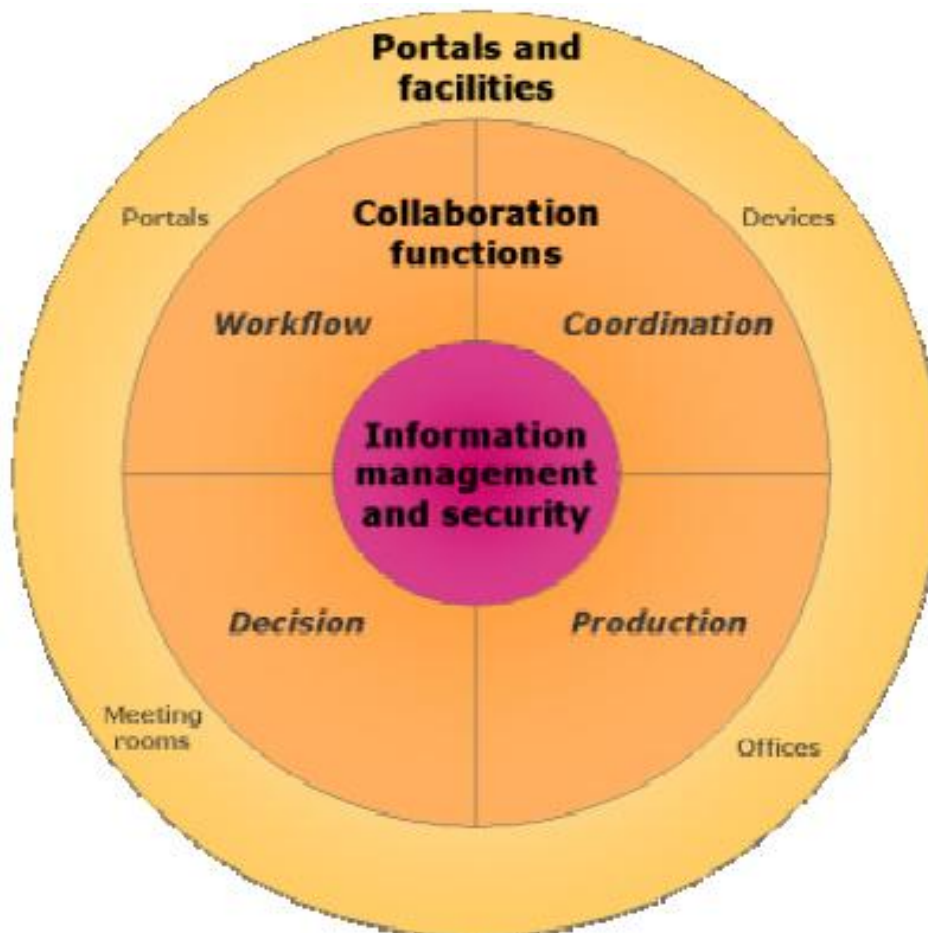 Portals and
facilities
Portals
Devices
Collaboration
functions
Workflow
Coordination
Information
management
and security
Decision
Production
Meeting
rooms
Offices